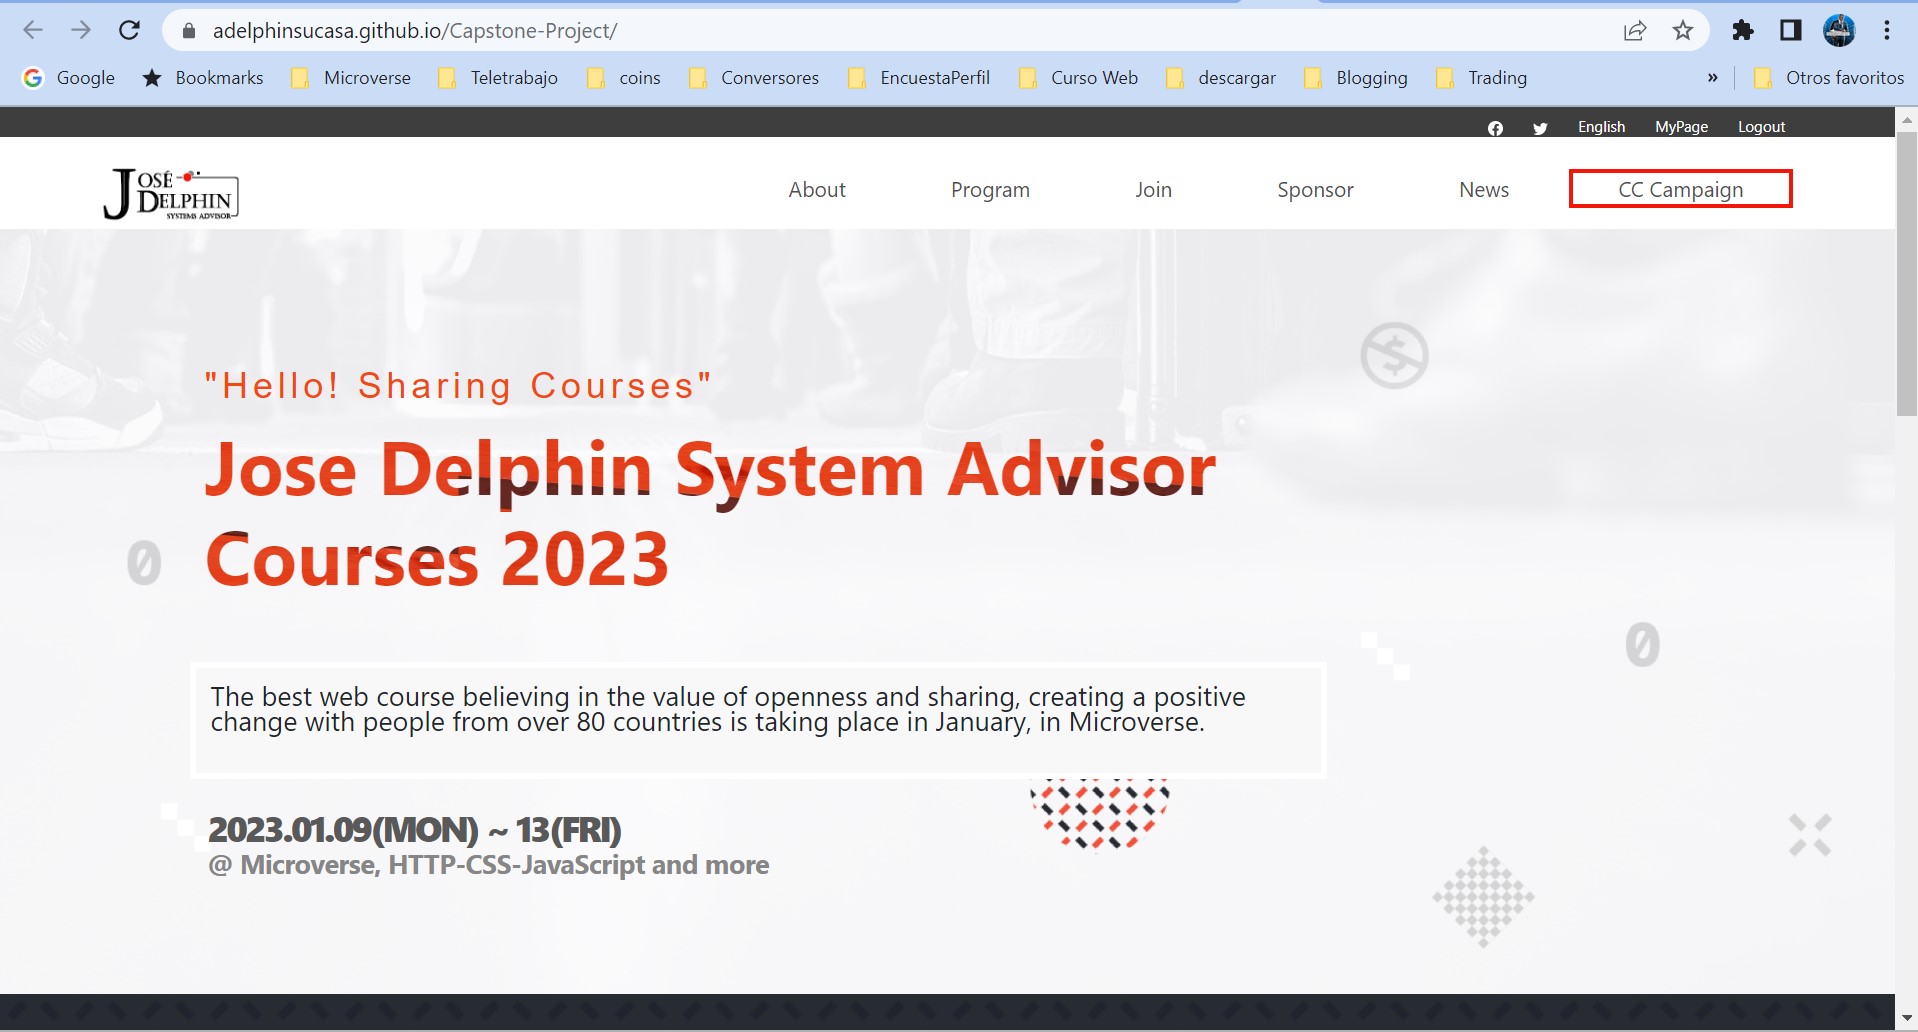 adelphinsucasa.github.io/Capstone-Project/
Google Bookmarks Microverse Teletrabajo coins Conversores EncuestaPerfil Curso Web descargar Blogging Trading » Otros favoritos
English MyPage Logout
JOSÉ DELPHIN SYSTEMS ADVISOR
About Program Join Sponsor News CC Campaign
"Hello! Sharing Courses"
Jose Delphin System Advisor
Courses 2023
The best web course believing in the value of openness and sharing, creating a positive
change with people from over 80 countries is taking place in January, in Microverse.
2023.01.09(MON) ~ 13(FRI)
@ Microverse, HTTP-CSS-JavaScript and more